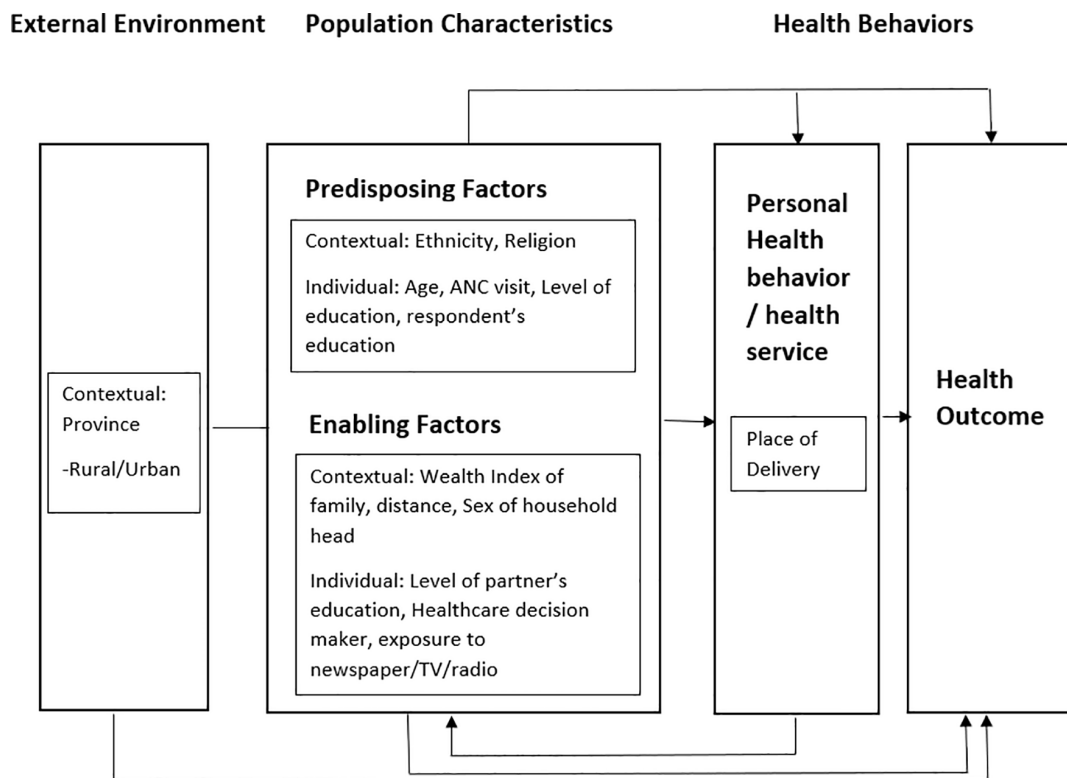 External Environment
Population Characteristics
Health Behaviors
Contextual:
Province
-Rural/Urban
Predisposing Factors
Contextual: Ethnicity, Religion
Individual: Age, ANC visit, Level of
education, respondent's
education
Enabling Factors
Contextual: Wealth Index of
family, distance, Sex of household
head
Individual: Level of partner's
education, Healthcare decision
maker, exposure to
newspaper/TV/radio
Personal
Health
behavior
/ health
service
Place of
Delivery
Health
Outcome